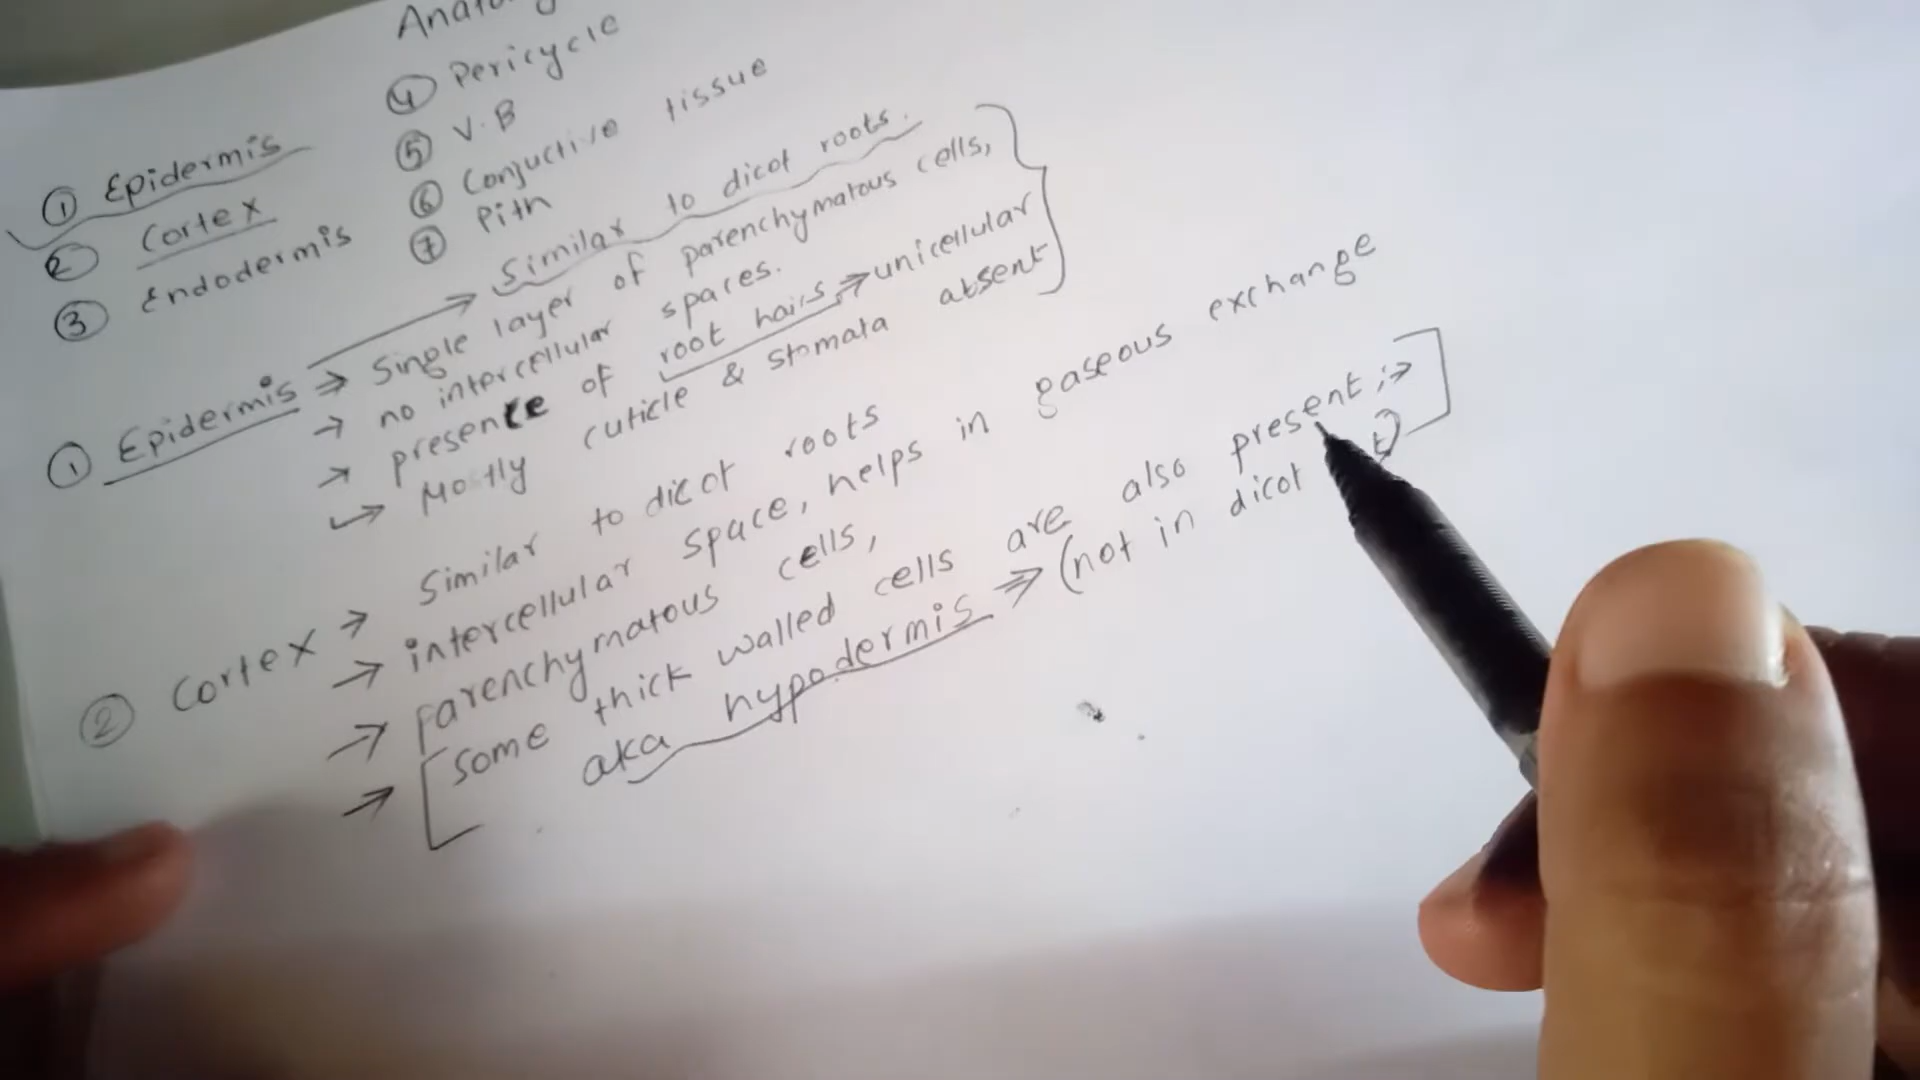 ① Epidermis
② Cortex
③ Endodermis
④ Pericycle
⑤ V.B
⑥ Conjuctive tissue
⑦ Pith
① Epidermis → Similar to dicot roots.
⇒ Single layer of parenchymatous cells,
→ no intercellular spaces.
→ presence of root hairs → unicellular
↳ Mostly cuticle & stomata absent
② Cortex → Similar to dicot roots
→ intercellular space, helps in gaseous exchange
→ parenchymatous cells,
→ [some thick walled cells are also present ;→
aka hypodermis ⇒ (not in dicot